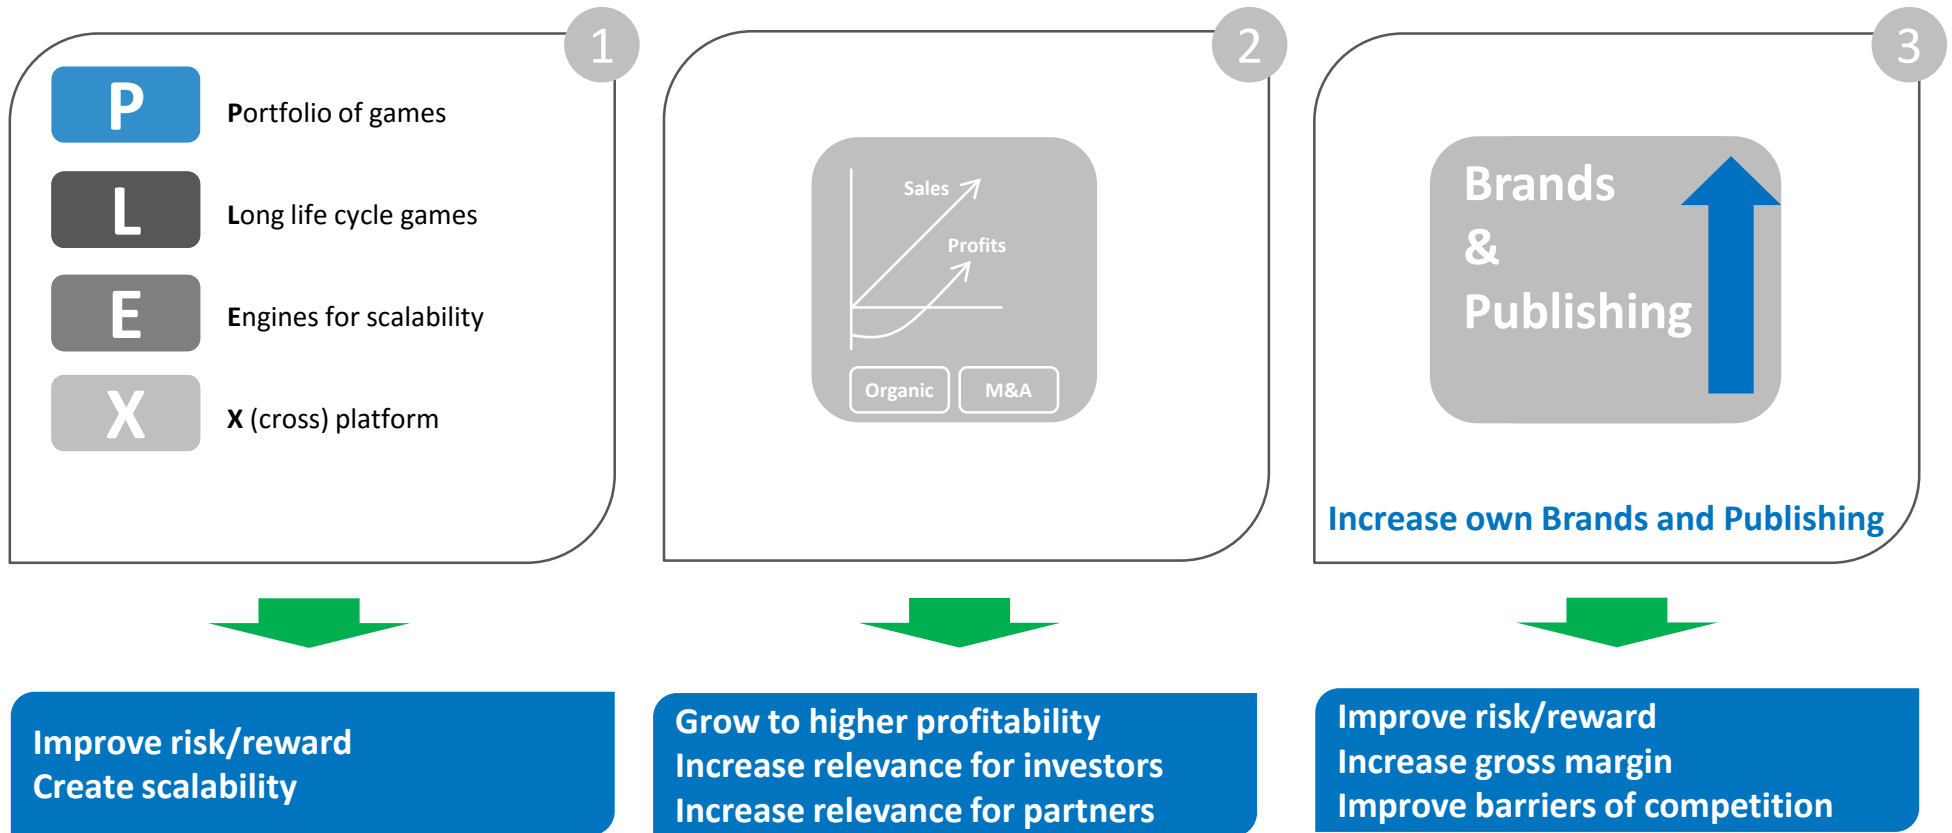 1
P
Portfolio of games
L
Long life cycle games
E
Engines for scalability
X
X (cross) platform
Improve risk/reward
Create scalability
2
Sales
Profits
Organic
M&A
Grow to higher profitability
Increase relevance for investors
Increase relevance for partners
3
Brands
&
Publishing
Increase own Brands and Publishing
Improve risk/reward
Increase gross margin
Improve barriers of competition